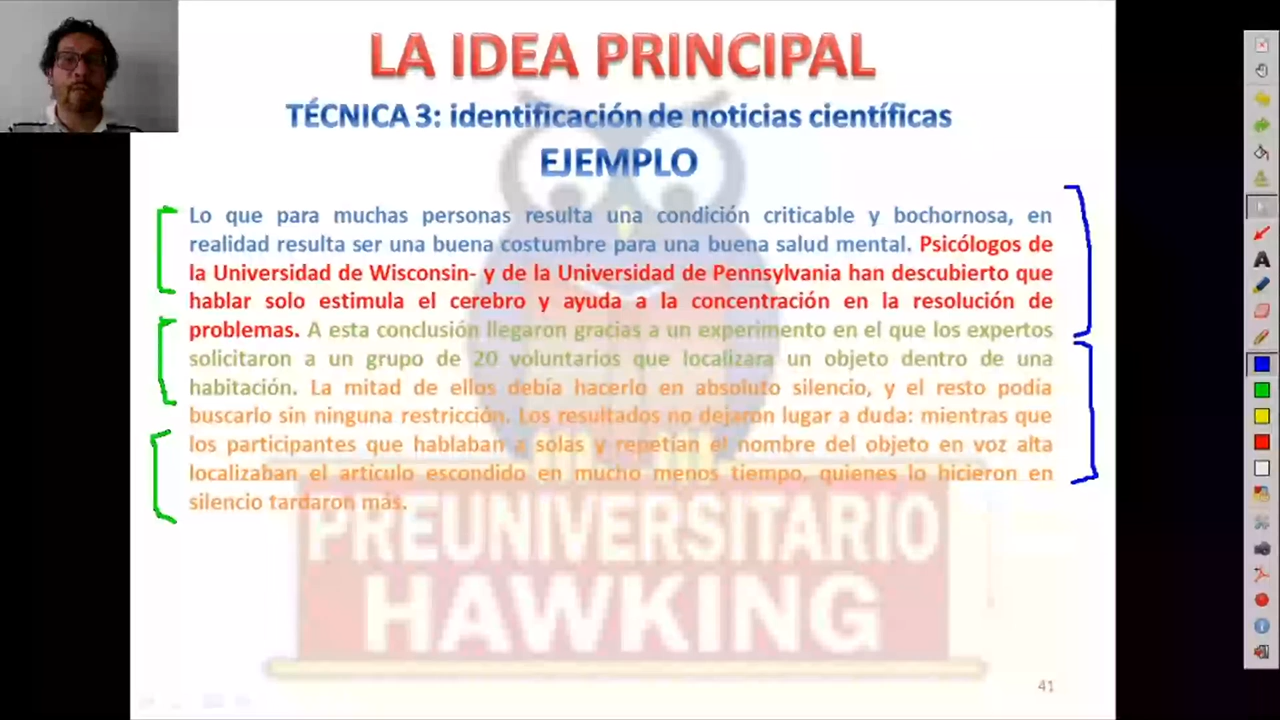 LA IDEA PRINCIPAL
TÉCNICA 3: identificación de noticias científicas
EJEMPLO
Lo que para muchas personas resulta una condición criticable y bochornosa, en
realidad resulta ser una buena costumbre para una buena salud mental. Psicólogos de
la Universidad de Wisconsin- y de la Universidad de Pennsylvania han descubierto que
hablar solo estimula el cerebro y ayuda a la concentración en la resolución de
problemas. A esta conclusión llegaron gracias a un experimento en el que los expertos
solicitaron a un grupo de 20 voluntarios que localizara un objeto dentro de una
habitación. La mitad de ellos debía hacerlo en absoluto silencio, y el resto podía
buscarlo sin ninguna restricción. Los resultados no dejaron lugar a duda: mientras que
los participantes que hablaban a solas y repetían el nombre del objeto en voz alta
localizaban el artículo escondido en mucho menos tiempo, quienes lo hicieron en
silencio tardaron más.
PREUNIVERSITARIO
HAWKING
41